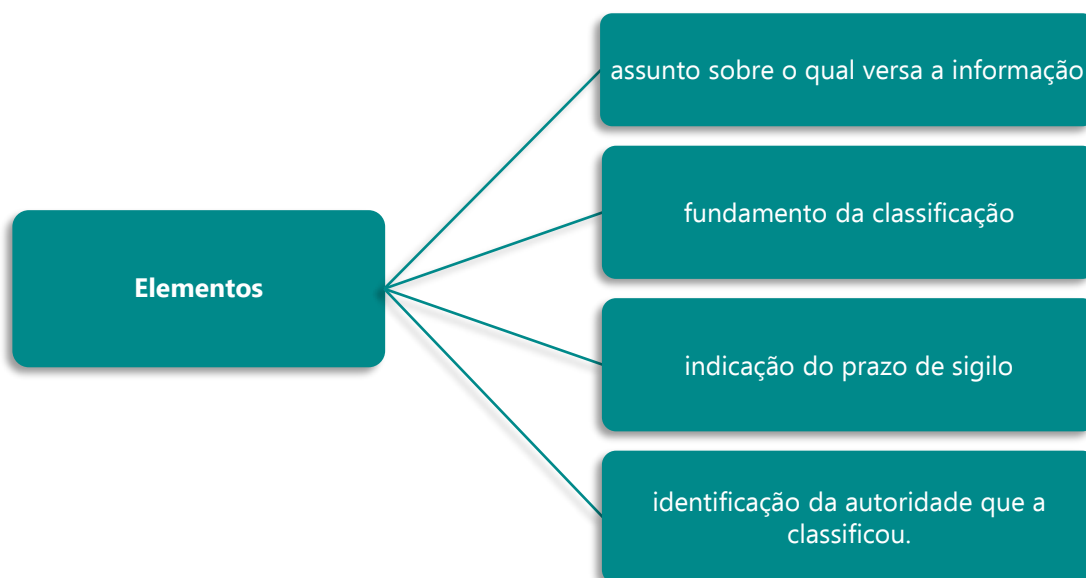 Elementos
assunto sobre o qual versa a informação
fundamento da classificação
indicação do prazo de sigilo
identificação da autoridade que a
classificou.